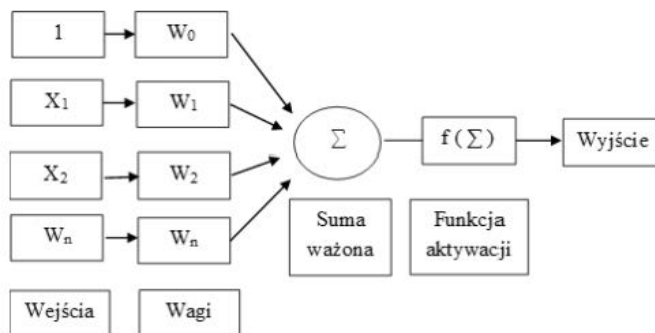 1 W₀
X₁ W₁
Σ f(Σ) Wyjście
X₂ W₂
Wₙ Wₙ
Suma
ważona
Funkcja
aktywacji
Wejścia Wagi